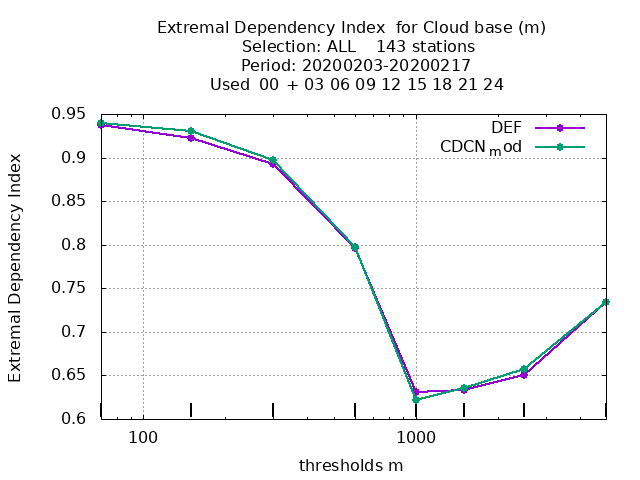 Extremal Dependency Index  for Cloud base (m)
Selection: ALL    143 stations
Period: 20200203-20200217
Used  00 + 03 06 09 12 15 18 21 24
0.95
0.9
0.85
0.8
0.75
0.7
0.65
0.6
Extremal Dependency Index
DEF
CDCNmod
100
1000
thresholds m